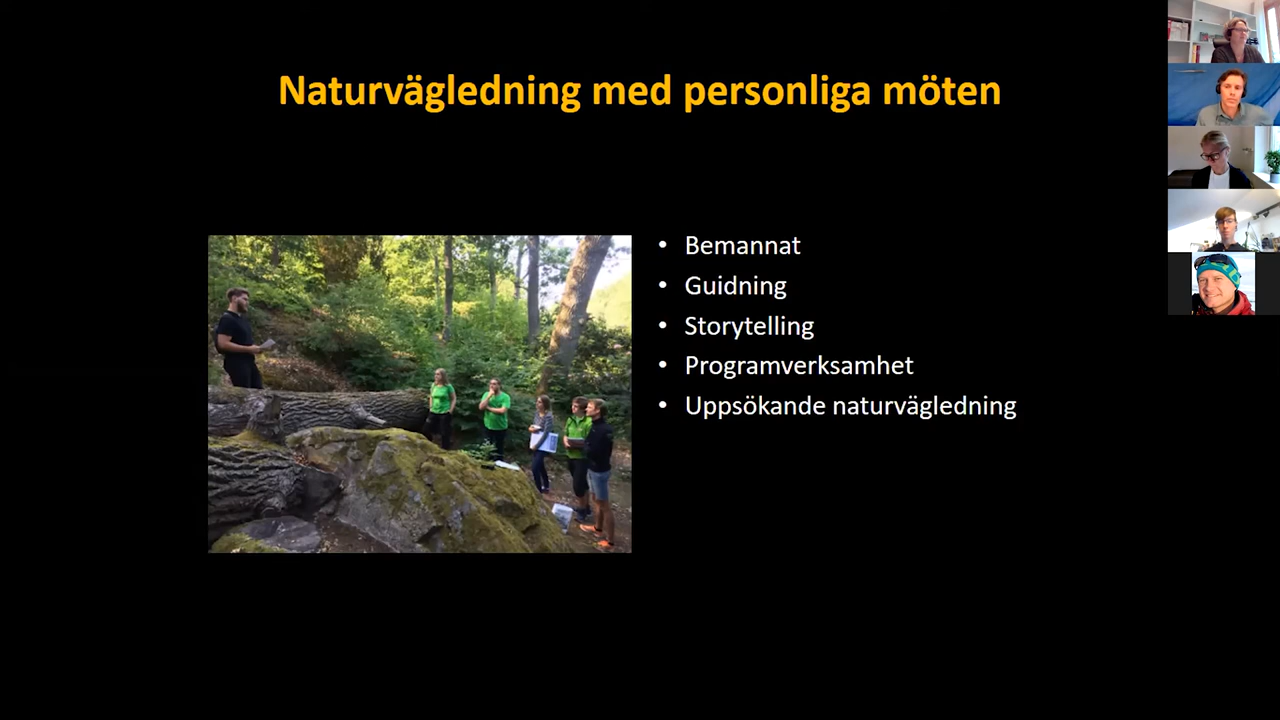 Naturvägledning med personliga möten
• Bemannat
• Guidning
• Storytelling
• Programverksamhet
• Uppsökande naturvägledning